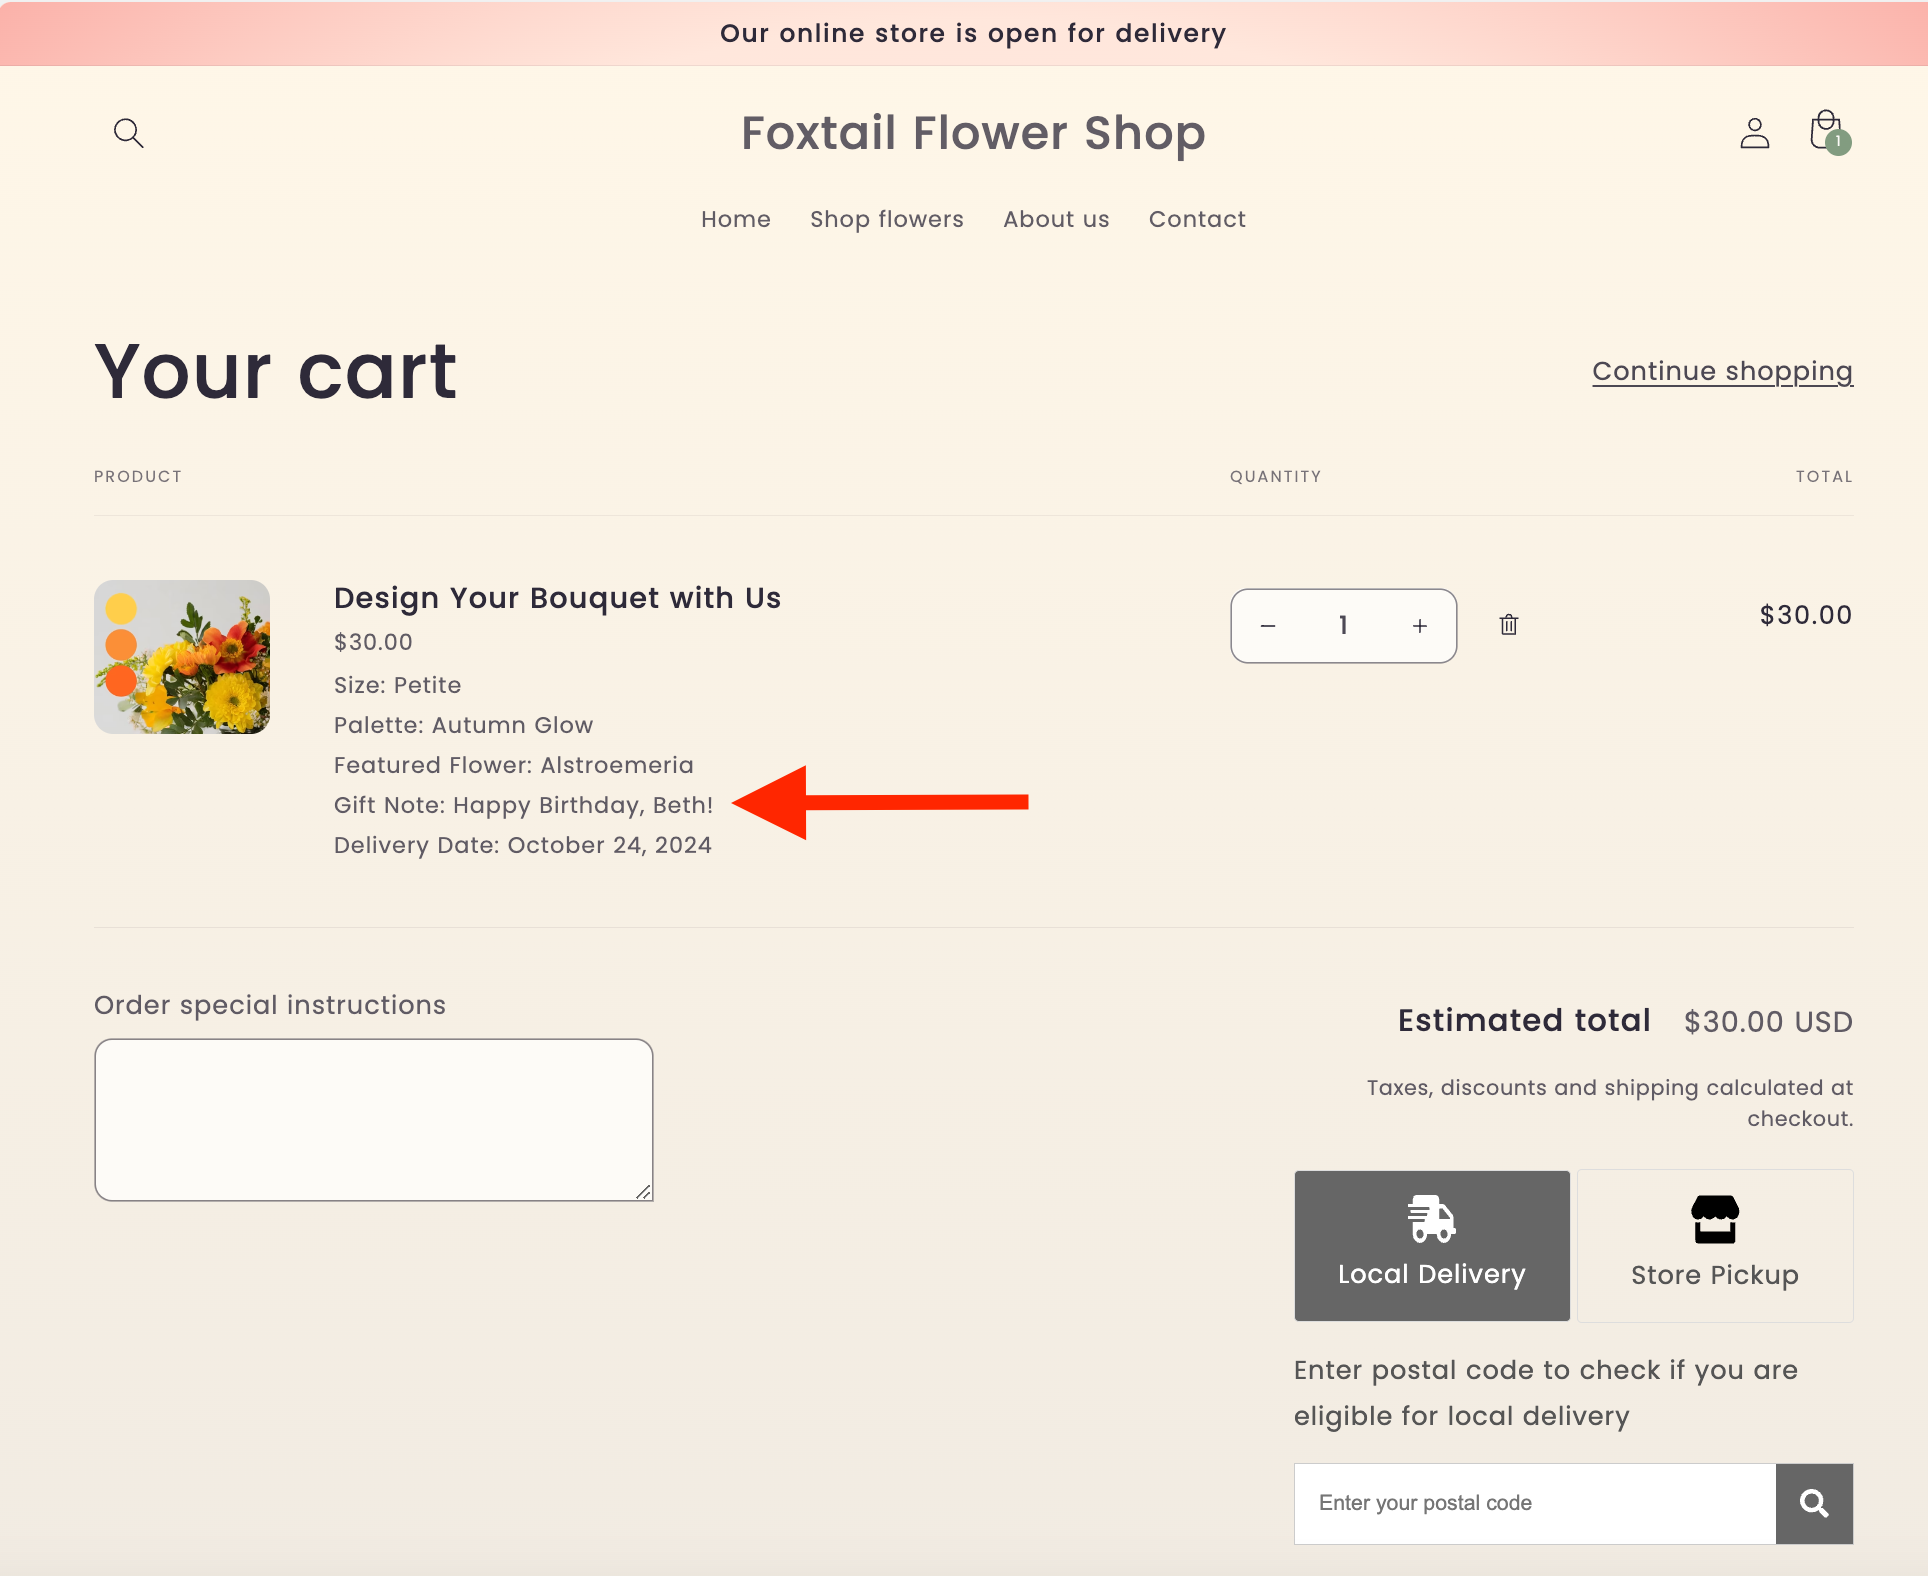 Our online store is open for delivery
Foxtail Flower Shop
1
Home Shop flowers About us Contact
Your cart
Continue shopping
PRODUCT QUANTITY TOTAL
Design Your Bouquet with Us
$30.00
Size: Petite
Palette: Autumn Glow
Featured Flower: Alstroemeria
Gift Note: Happy Birthday, Beth!
Delivery Date: October 24, 2024
− 1 +
$30.00
Order special instructions
Estimated total $30.00 USD
Taxes, discounts and shipping calculated at
checkout.
Local Delivery
Store Pickup
Enter postal code to check if you are
eligible for local delivery
Enter your postal code